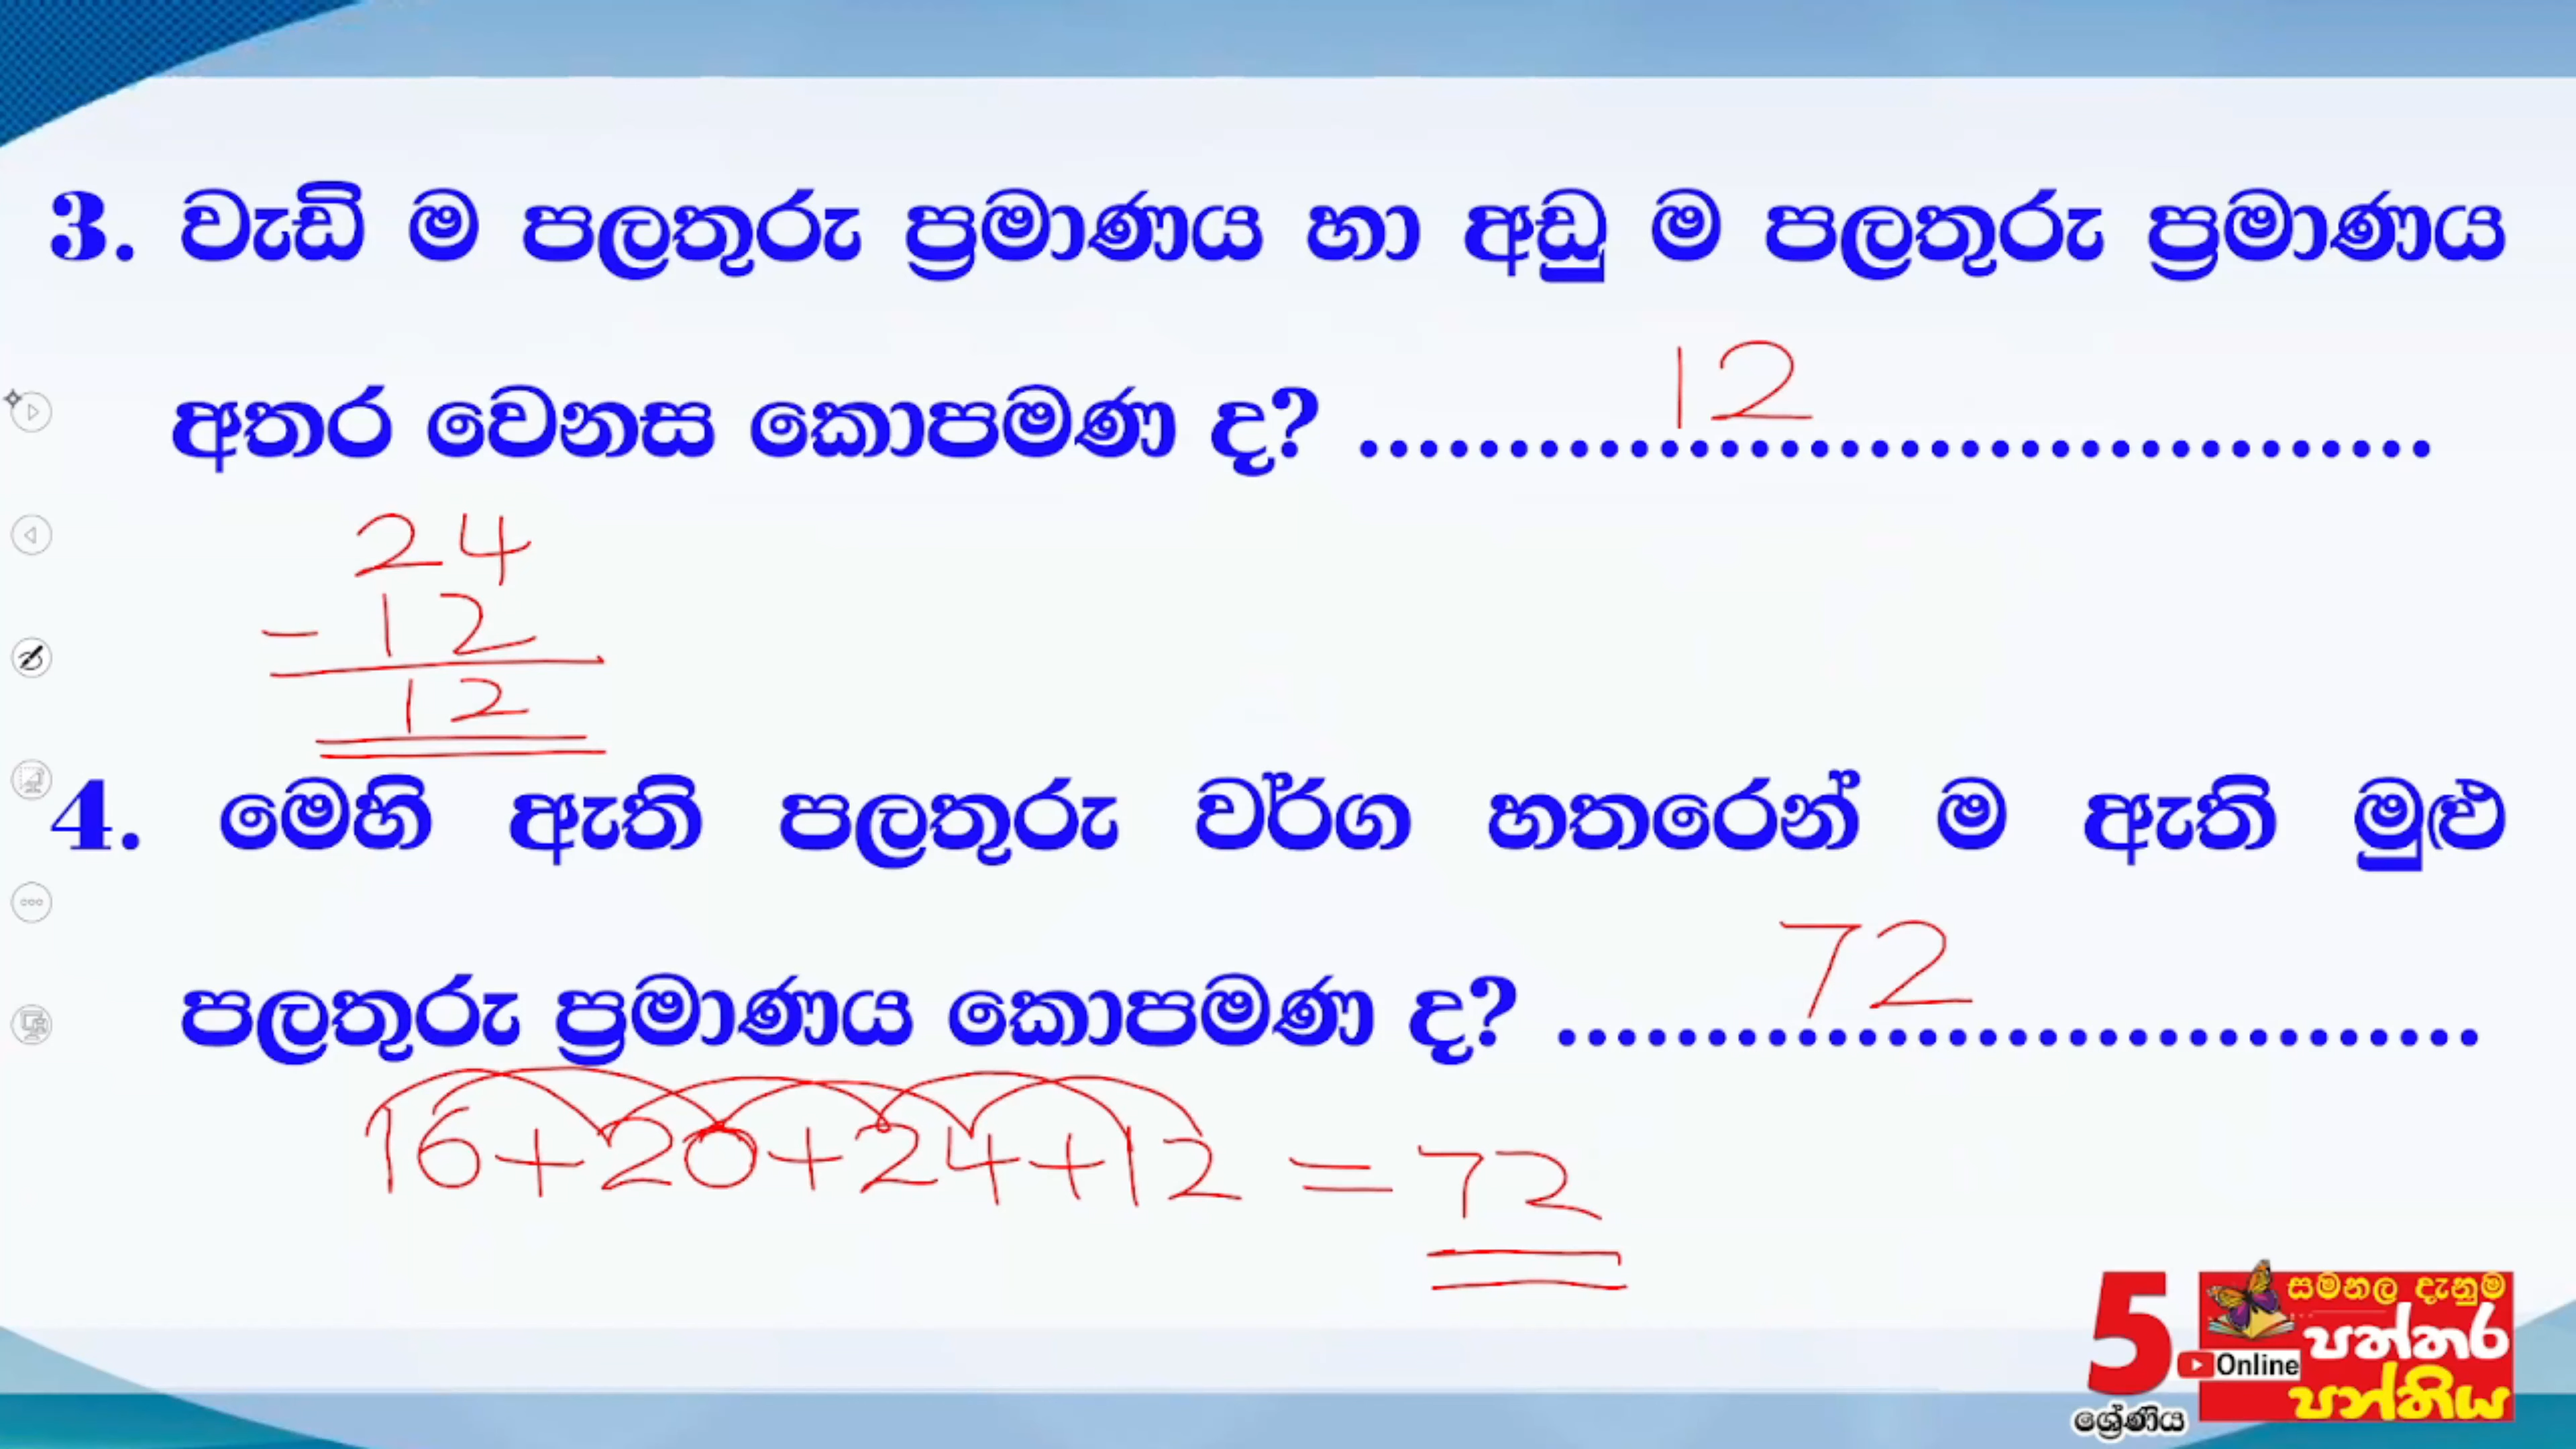 3. වැඩි ම පලතුරු ප්‍රමාණය හා අඩු ම පලතුරු ප්‍රමාණය
අතර වෙනස කොපමණ ද? ....................................
12
24
- 12
12
4. මෙහි ඇති පලතුරු වර්ග හතරෙන් ම ඇති මුළු
පලතුරු ප්‍රමාණය කොපමණ ද? ...............................
72
16+20+24+12 = 72
5
ශ්‍රේණිය
සමනල දැනුම
පත්තර
Online
පන්තිය